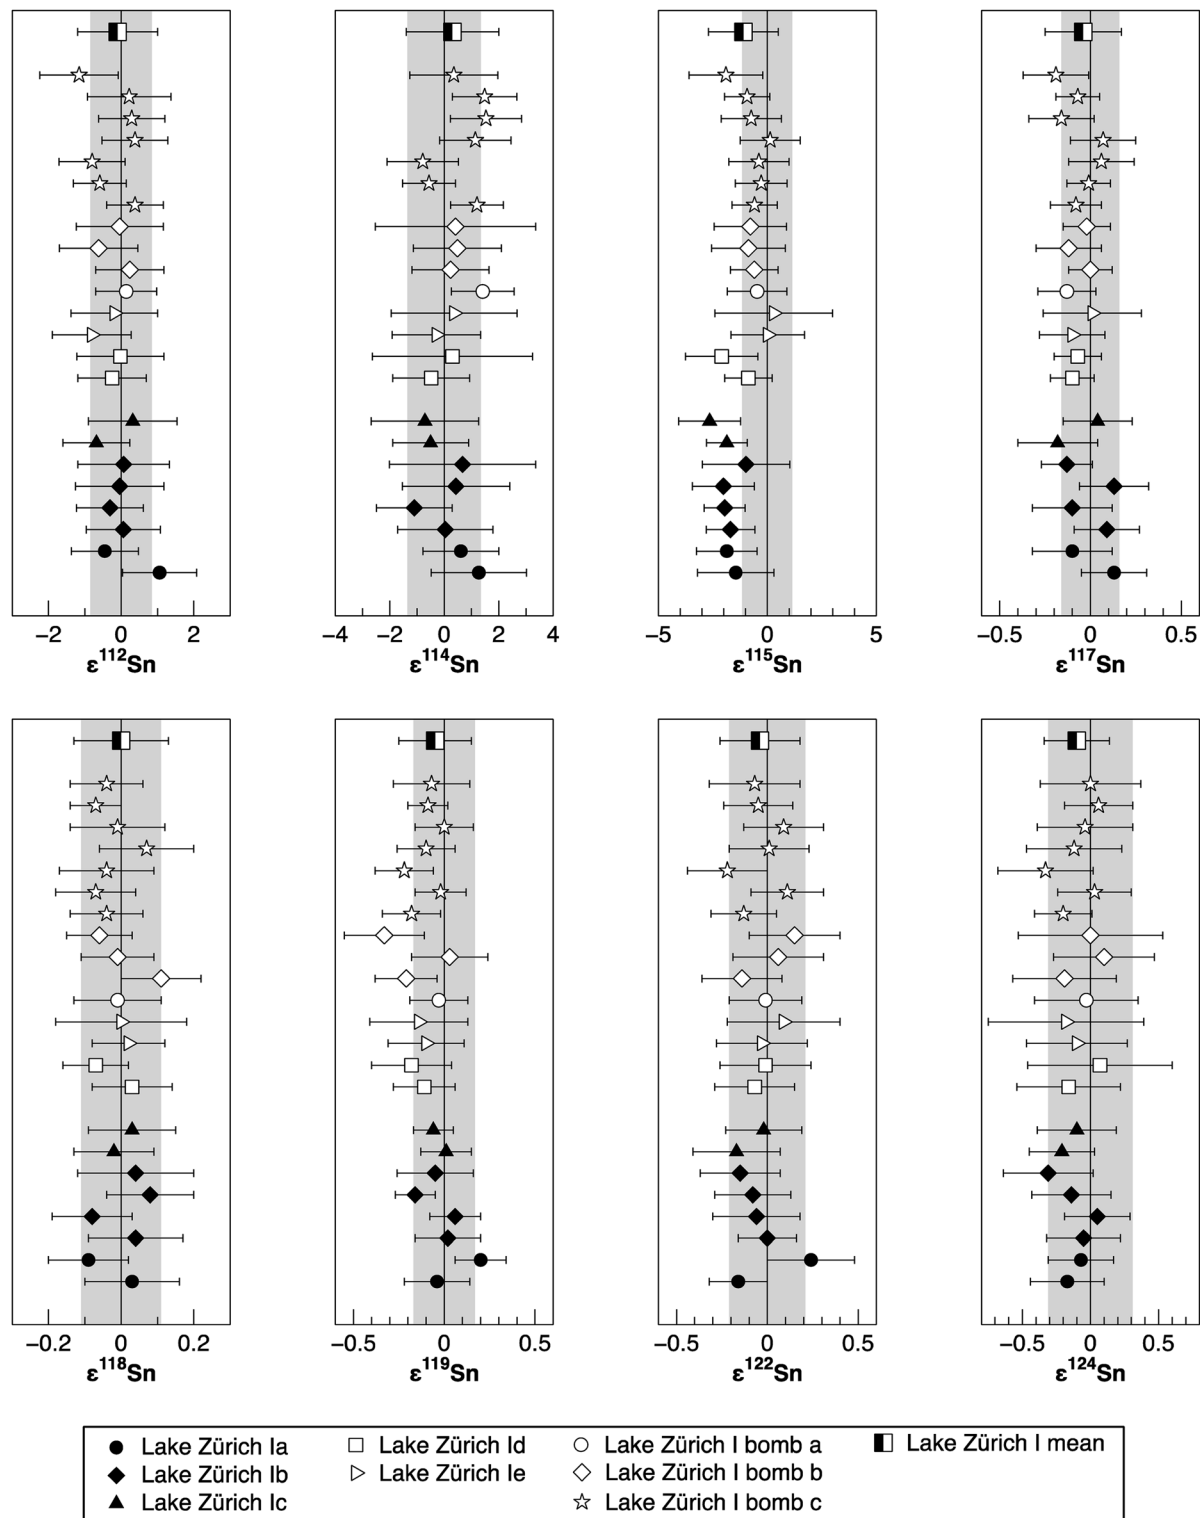 −2 0 2
ε¹¹²Sn
−4 −2 0 2 4
ε¹¹⁴Sn
−5 0 5
ε¹¹⁵Sn
−0.5 0 0.5
ε¹¹⁷Sn
−0.2 0 0.2
ε¹¹⁸Sn
−0.5 0 0.5
ε¹¹⁹Sn
−0.5 0 0.5
ε¹²²Sn
−0.5 0 0.5
ε¹²⁴Sn
Lake Zürich Ia
Lake Zürich Ib
Lake Zürich Ic
Lake Zürich Id
Lake Zürich Ie
Lake Zürich I bomb a
Lake Zürich I bomb b
Lake Zürich I bomb c
Lake Zürich I mean